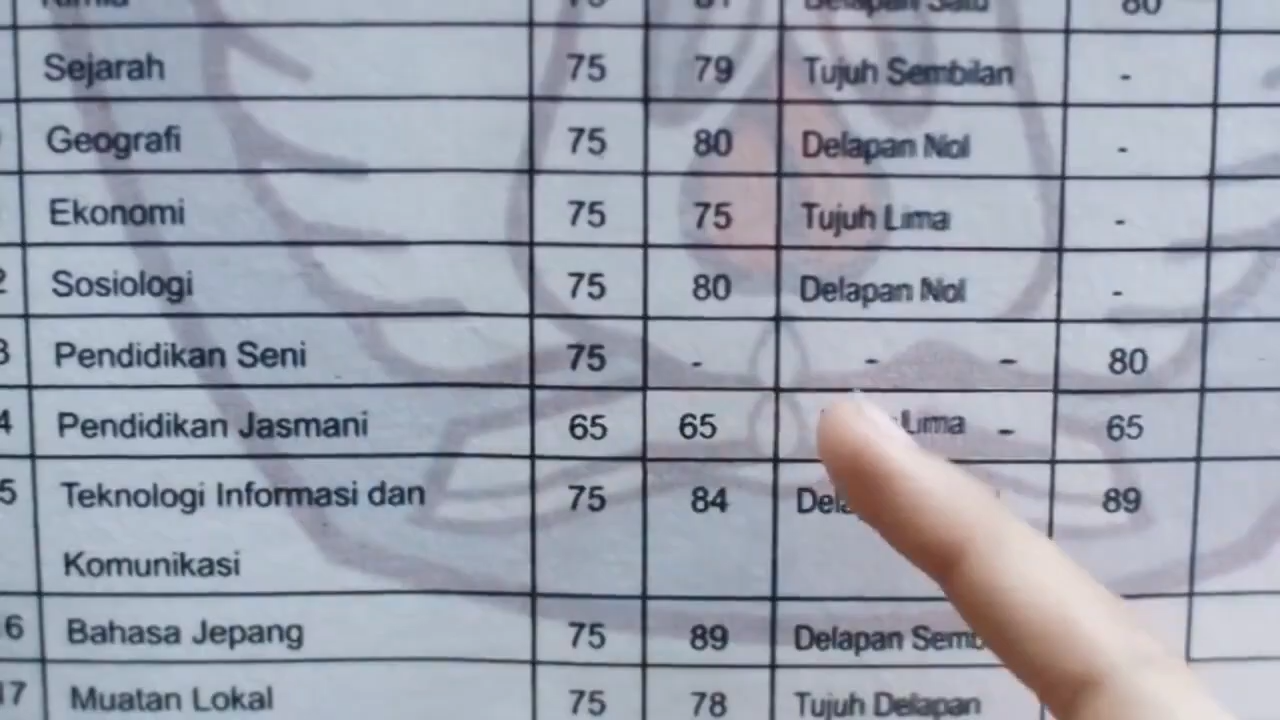 Sejarah 75 79 Tujuh Sembilan -
Geografi 75 80 Delapan Nol -
Ekonomi 75 75 Tujuh Lima -
2 Sosiologi 75 80 Delapan Nol -
3 Pendidikan Seni 75 - - - 80
4 Pendidikan Jasmani 65 65 Lima - 65
5 Teknologi Informasi dan 75 84 89
Komunikasi
6 Bahasa Jepang 75 89 Delapan
17 Muatan Lokal 75 78 Tujuh Delapan